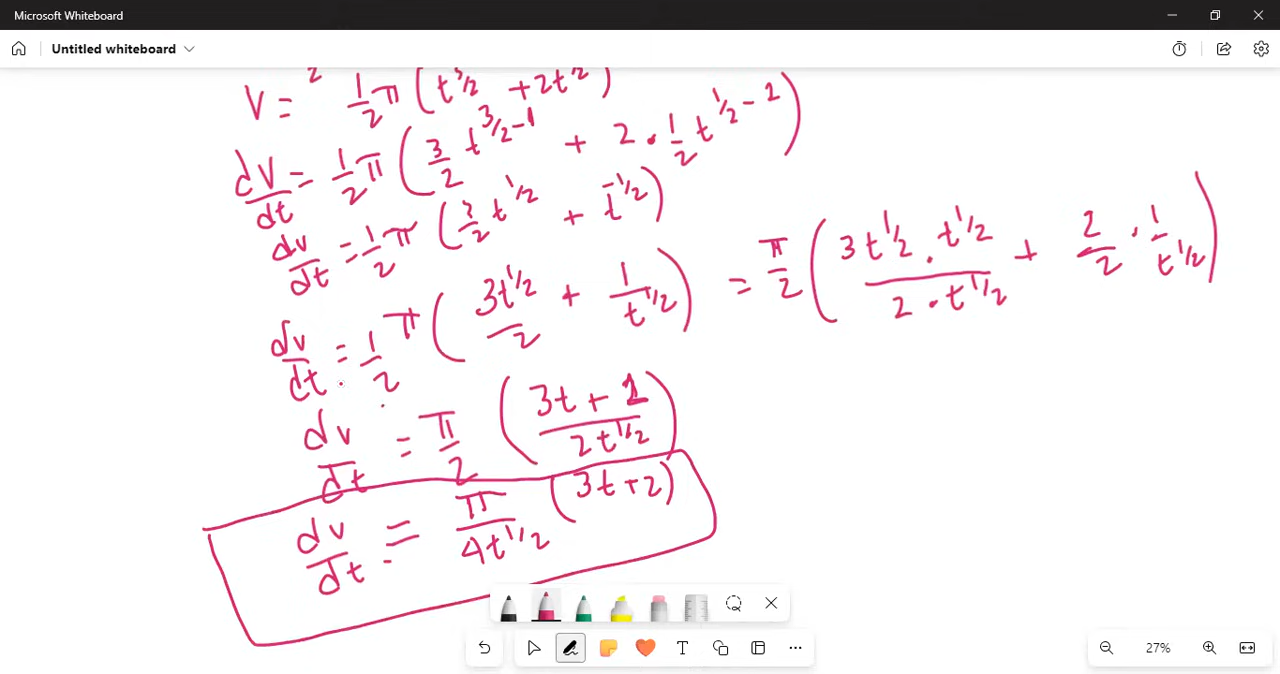 Microsoft Whiteboard
Untitled whiteboard
V = 1/2 π (t^3/2 + 2t^1/2)
dV/dt = 1/2 π (3/2 t^3/2-1 + 2 · 1/2 t^1/2-1)
dv/dt = 1/2 π (3/2 t^1/2 + t^-1/2)
dv/dt = 1/2 π (3t^1/2/2 + 1/t^1/2) = π/2 (3t^1/2 · t^1/2/2 · t^1/2 + 2/2 · 1/t^1/2)
dv/dt = π/2 (3t + 2/2t^1/2)
dv/dt = π/4t^1/2 (3t+2)
27%